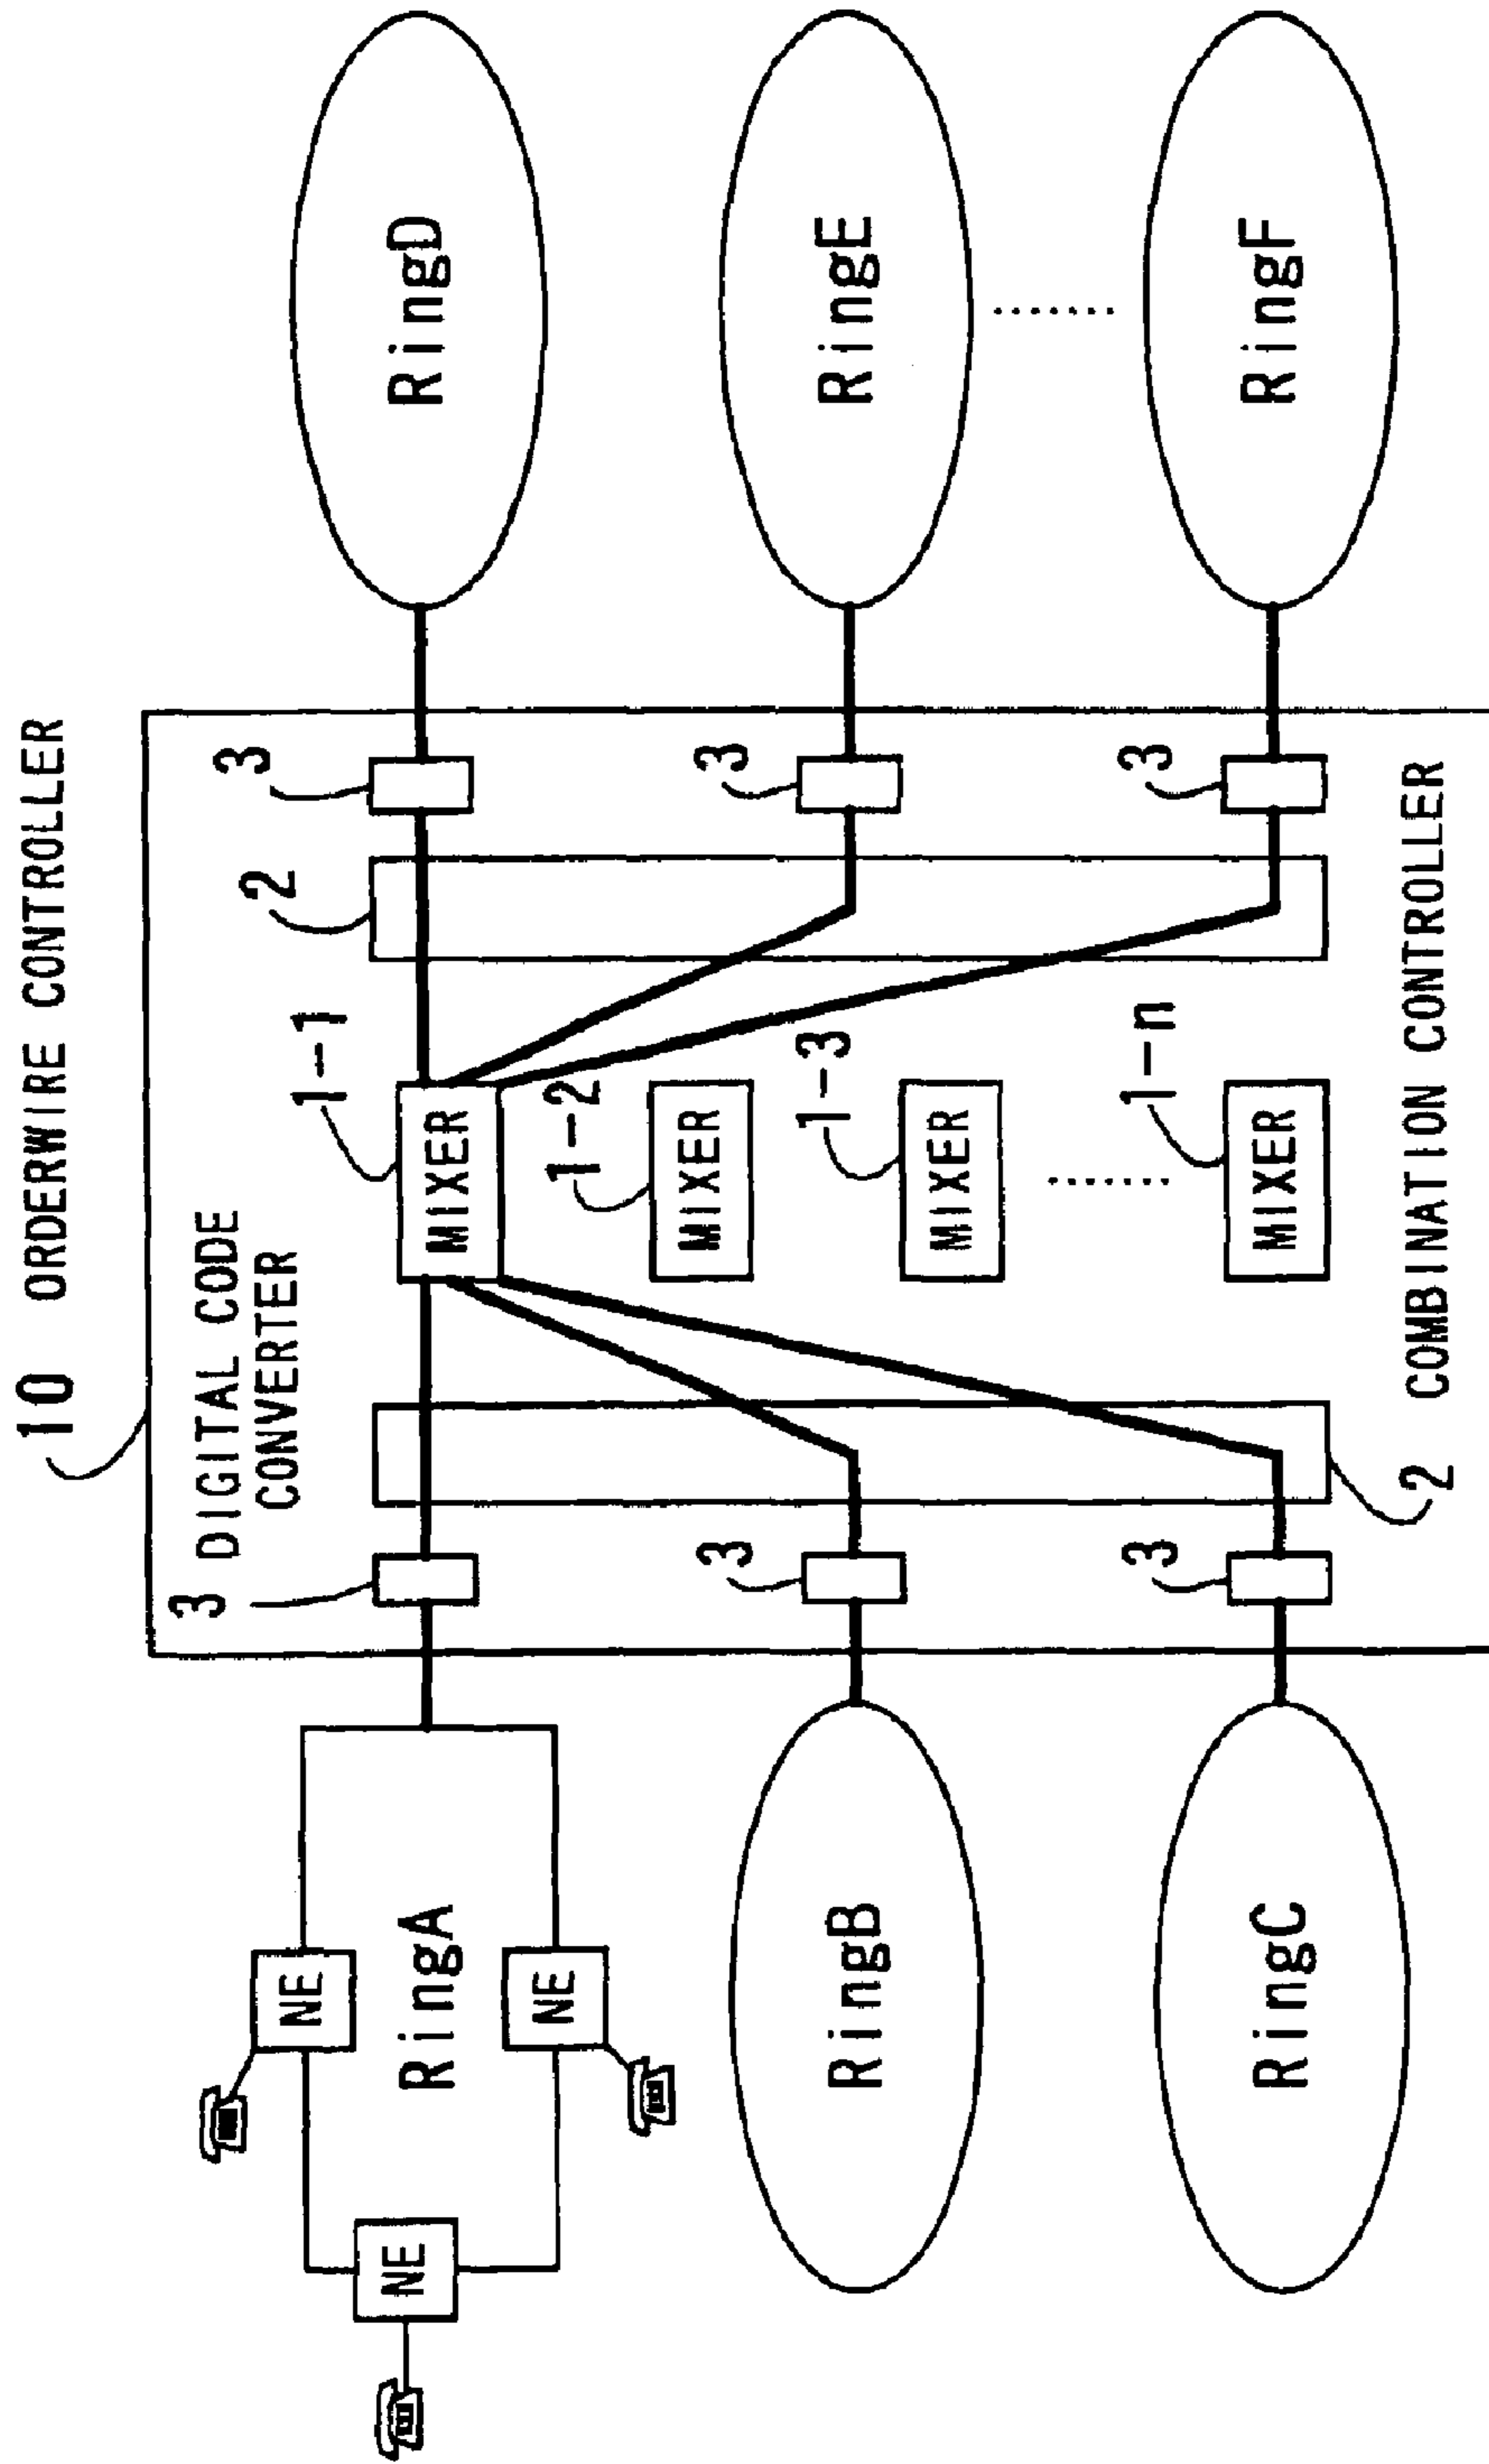 10 ORDERWIRE CONTROLLER
3 DIGITAL CODE
CONVERTER
1-1
2
3
NE
NE
NE
RingA
MIXER
RingD
1-2
3
3
RingB
MIXER
RingE
1-3
MIXER
3
1-n
3
RingC
MIXER
RingF
2
COMBINATION CONTROLLER